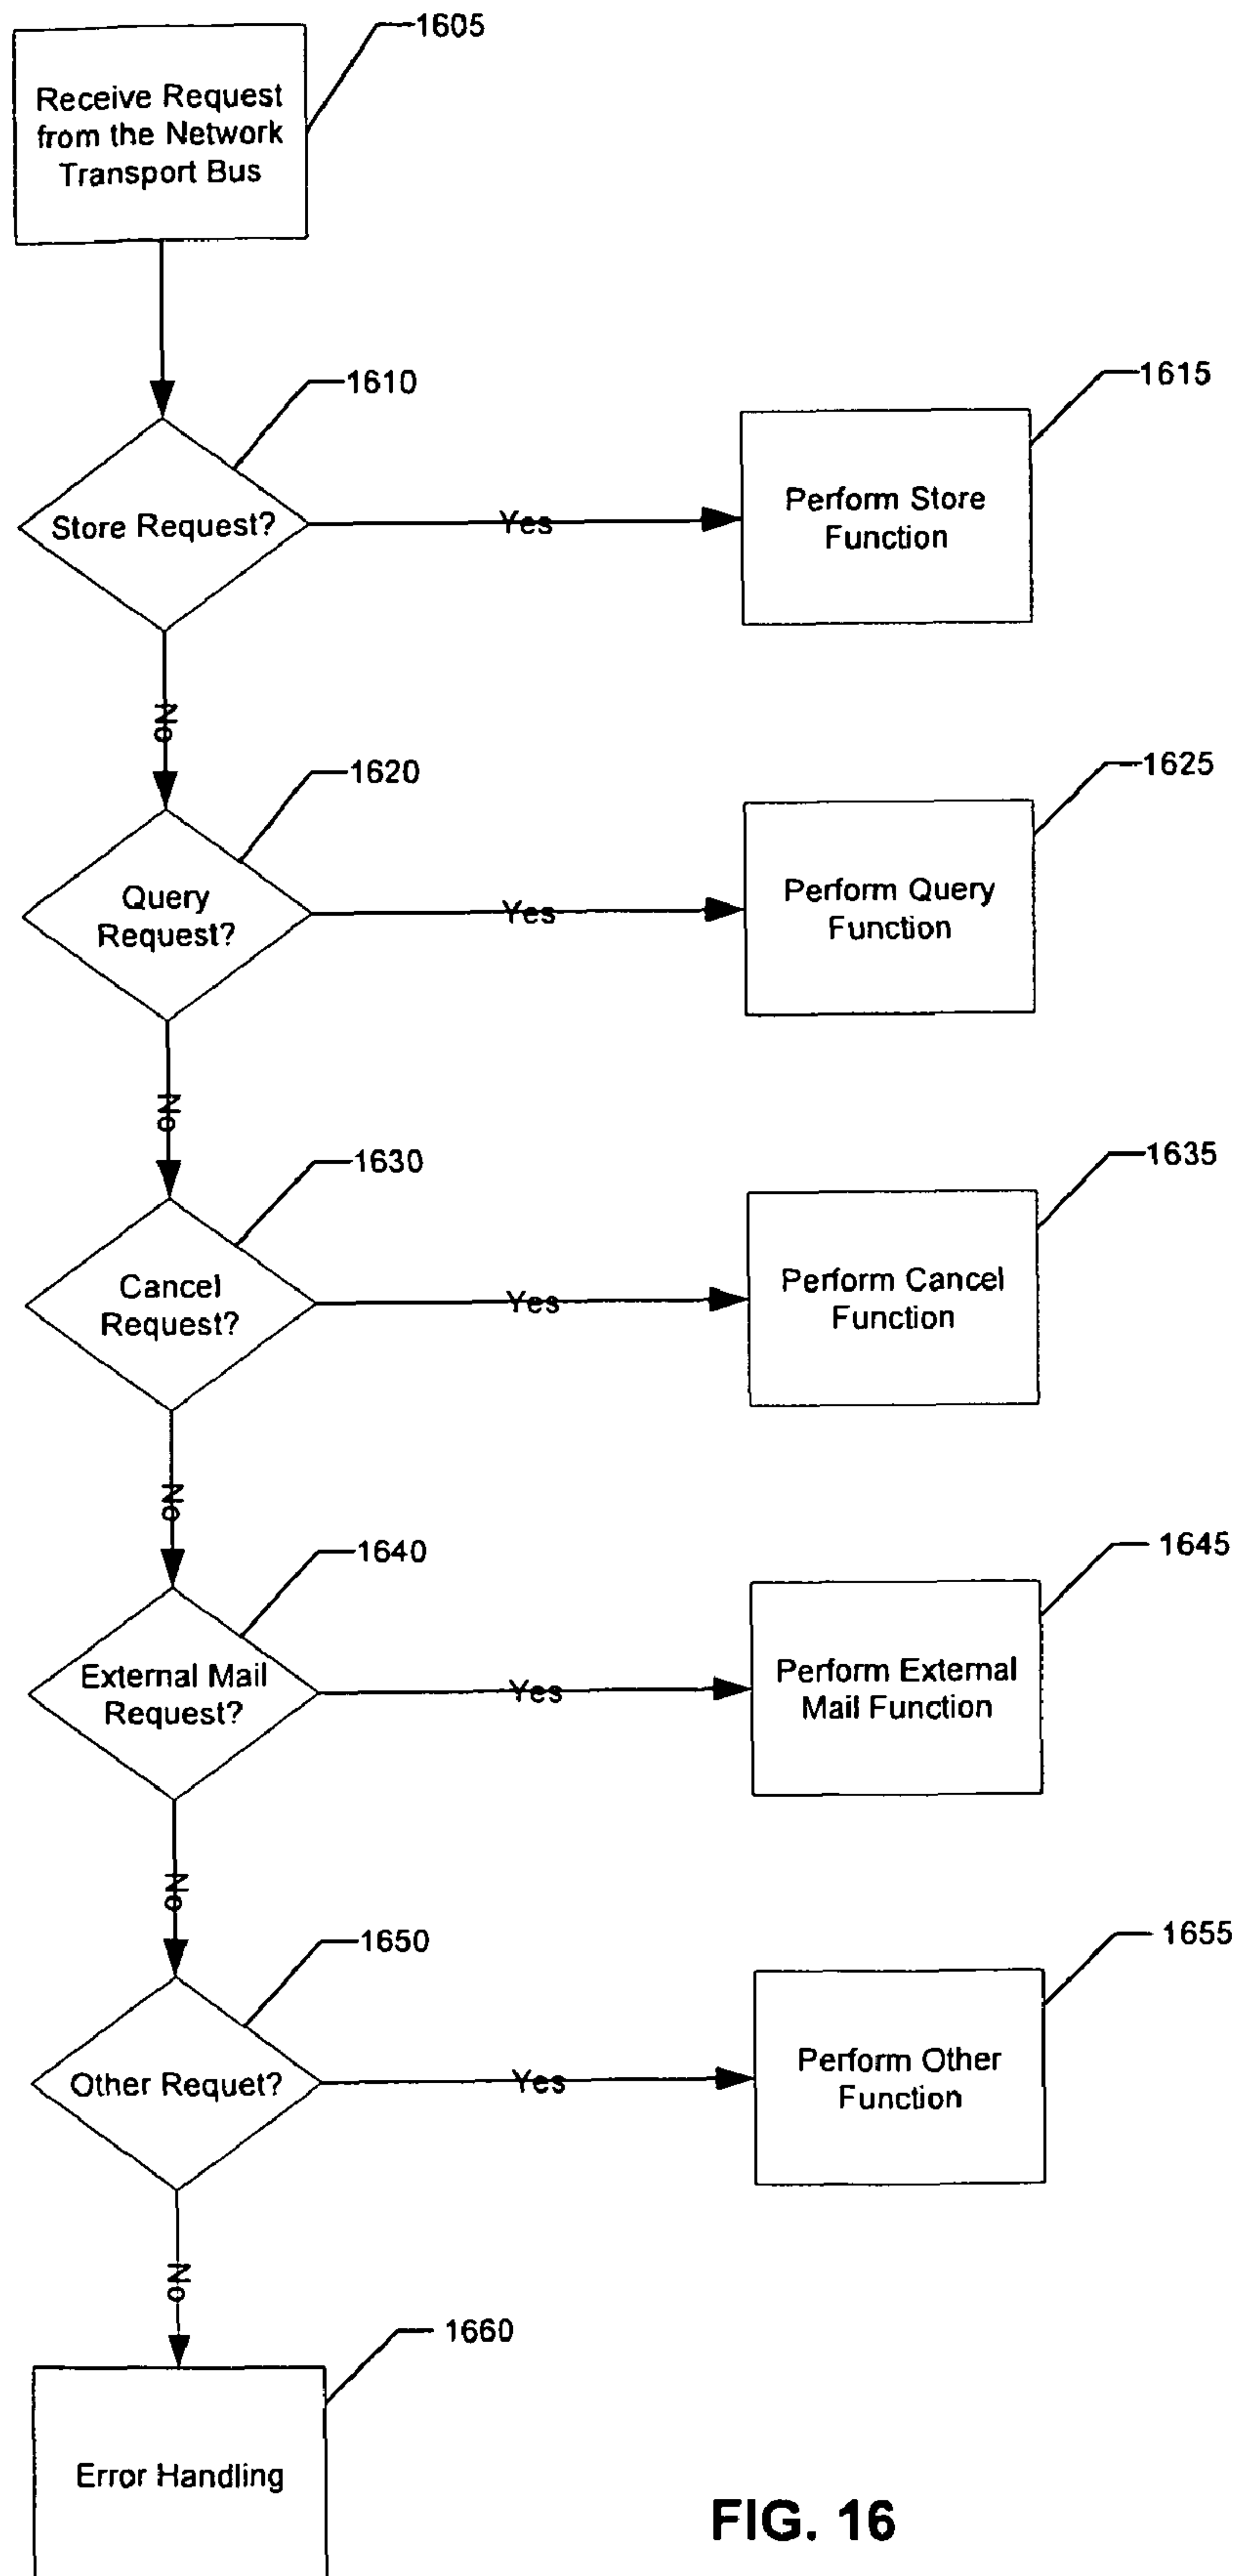 1605
Receive Request
from the Network
Transport Bus
1610
Store Request?
Yes
1615
Perform Store
Function
No
1620
Query
Request?
Yes
1625
Perform Query
Function
No
1630
Cancel
Request?
Yes
1635
Perform Cancel
Function
No
1640
External Mail
Request?
Yes
1645
Perform External
Mail Function
No
1650
Other Requet?
Yes
1655
Perform Other
Function
No
1660
Error Handling
FIG. 16